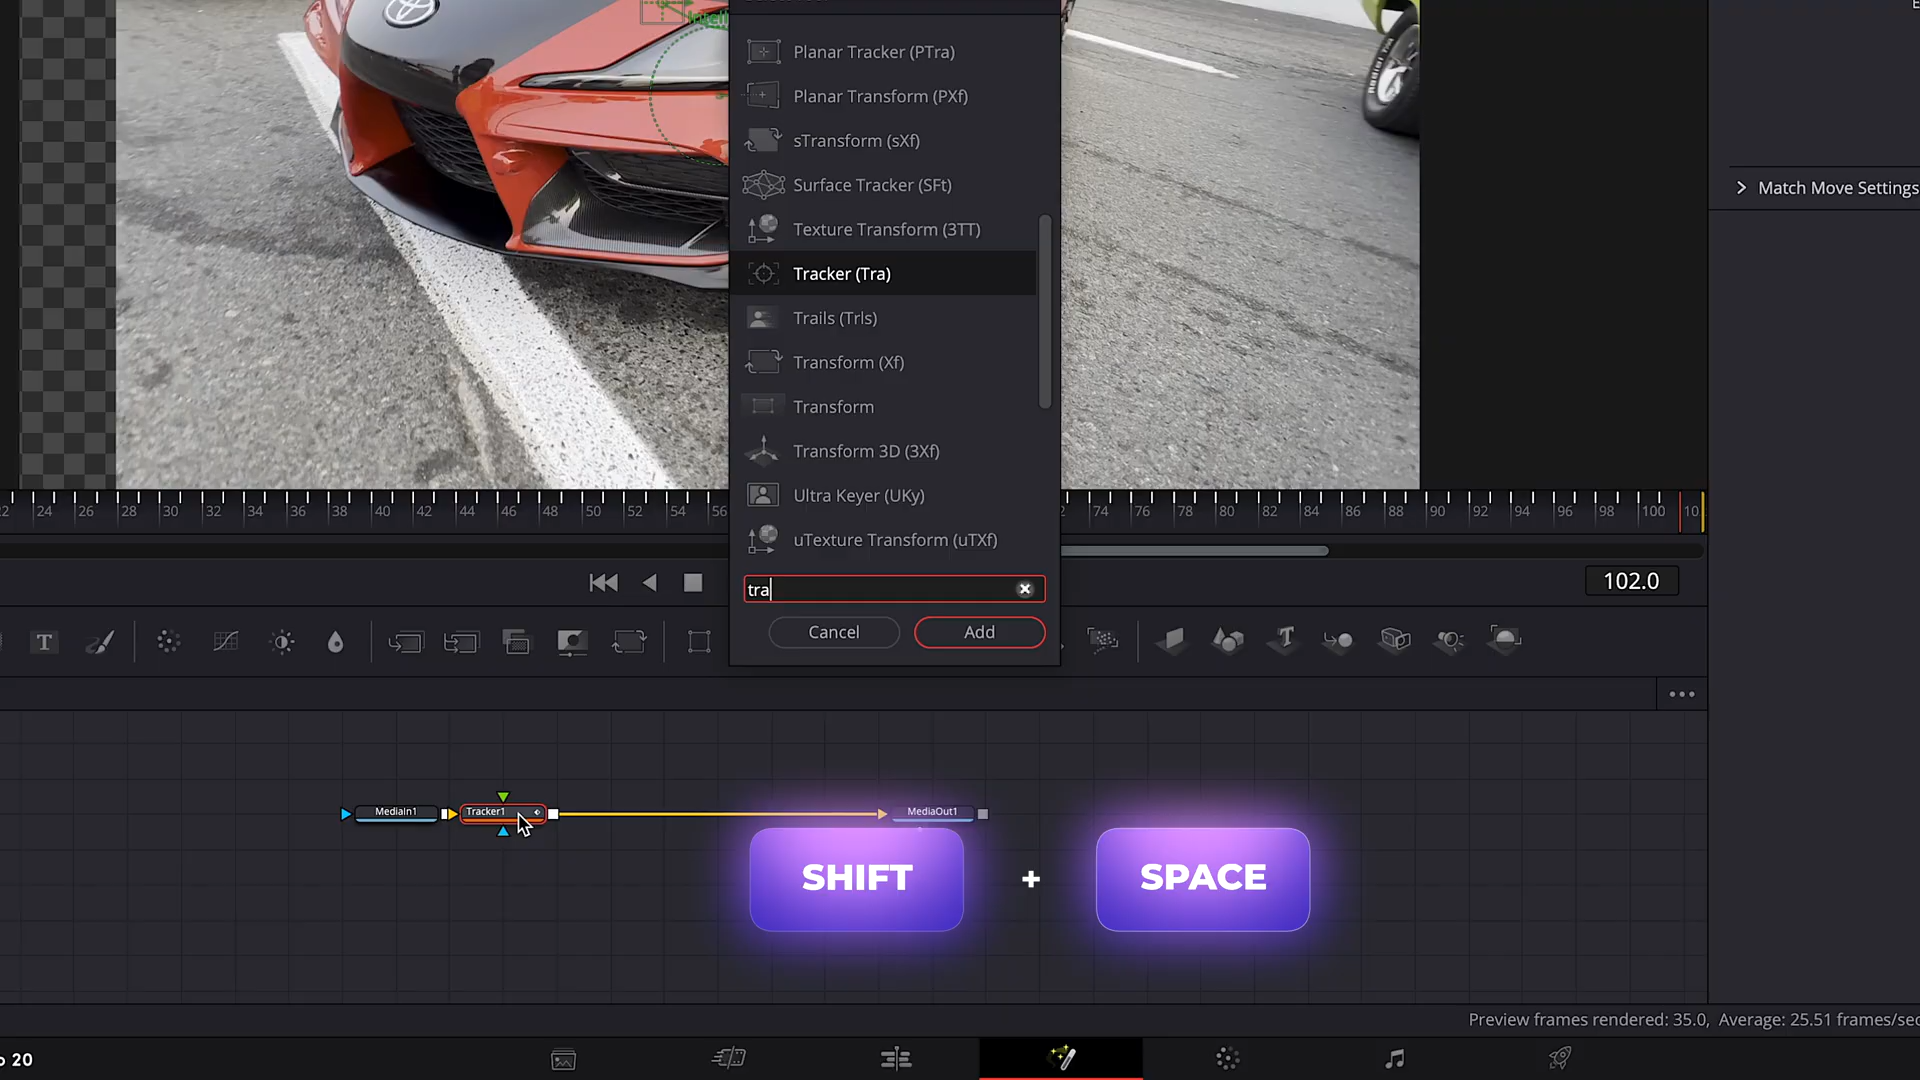 Planar Tracker (PTra)
Planar Transform (PXf)
sTransform (sXf)
Surface Tracker (SFt)
Texture Transform (3TT)
Tracker (Tra)
Trails (Trls)
Transform (Xf)
Transform
Transform 3D (3Xf)
Ultra Keyer (UKy)
uTexture Transform (uTXf)
tra
Cancel
Add
Match Move Settings
24 26 28 30 32 34 36 38 40 42 44 46 48 50 52 54 56
74 76 78 80 82 84 86 88 90 92 94 96 98 100 10
102.0
T
MediaIn1
Tracker1
MediaOut1
SHIFT
+
SPACE
Preview frames rendered: 35.0, Average: 25.51 frames/sec
o 20